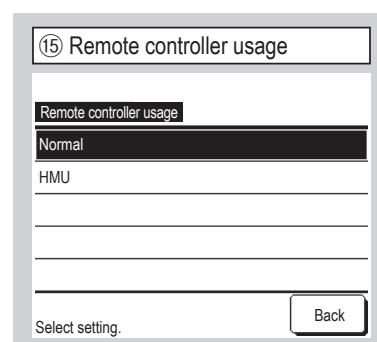 ⑮ Remote controller usage
Remote controller usage
Normal
HMU
Select setting.
Back